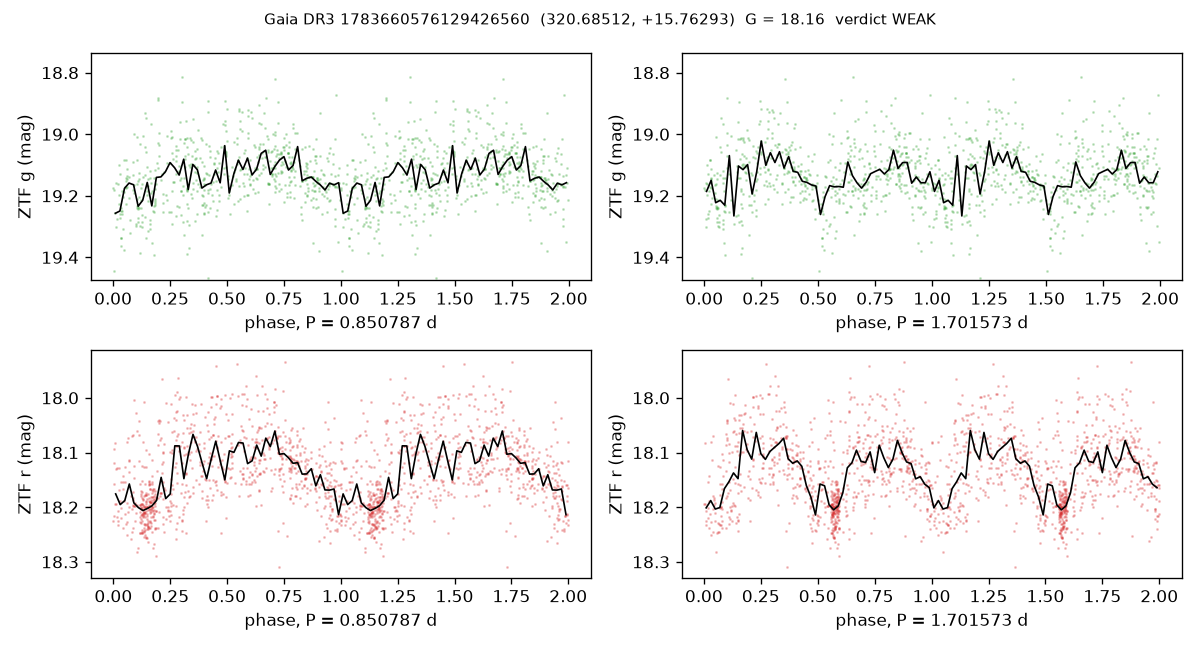 Gaia DR3 1783660576129426560  (320.68512, +15.76293)  G = 18.16  verdict WEAK
ZTF g (mag)
18.8
19.0
19.2
19.4
0.00 0.25 0.50 0.75 1.00 1.25 1.50 1.75 2.00
phase, P = 0.850787 d
ZTF g (mag)
18.8
19.0
19.2
19.4
0.00 0.25 0.50 0.75 1.00 1.25 1.50 1.75 2.00
phase, P = 1.701573 d
ZTF r (mag)
18.0
18.1
18.2
18.3
0.00 0.25 0.50 0.75 1.00 1.25 1.50 1.75 2.00
phase, P = 0.850787 d
ZTF r (mag)
18.0
18.1
18.2
18.3
0.00 0.25 0.50 0.75 1.00 1.25 1.50 1.75 2.00
phase, P = 1.701573 d